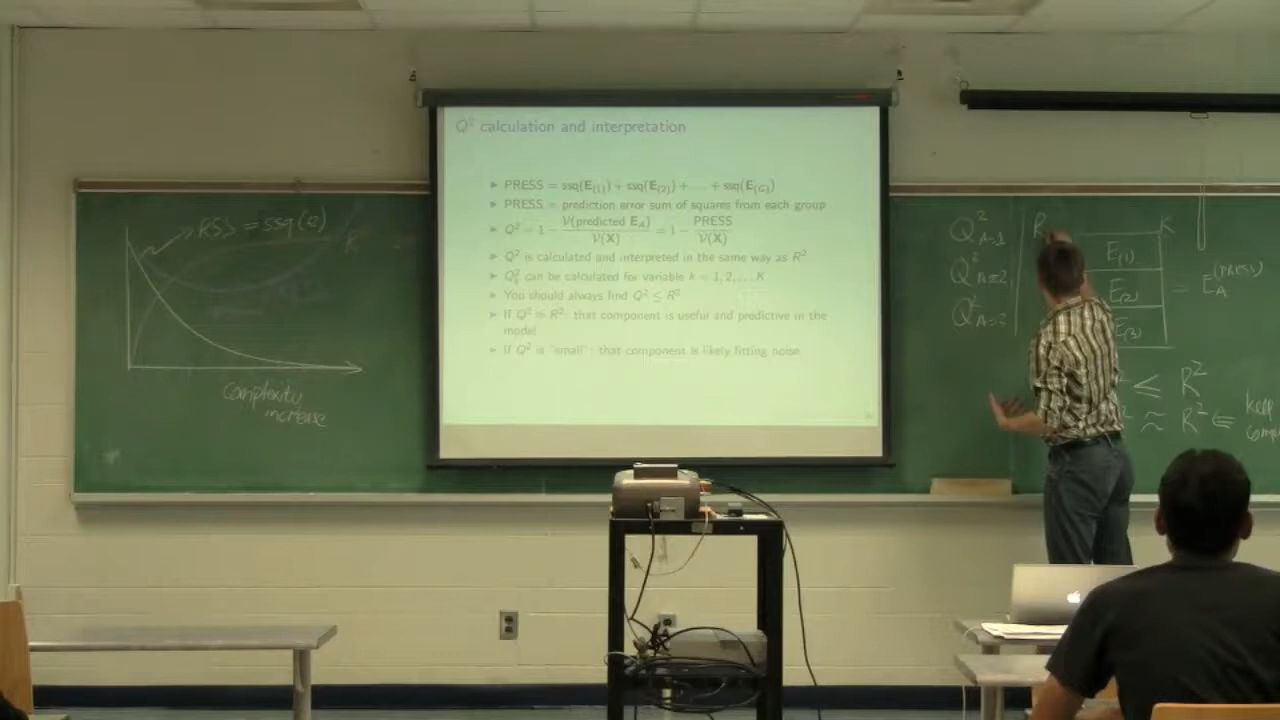 Q² calculation and interpretation
▶ PRESS = ssq(E₍₁₎) + ssq(E₍₂₎) + ... + ssq(E₍G₎)
▶ PRESS = prediction error sum of squares from each group
▶ Q² = 1 − V(predicted E_A) / V(X) = 1 − PRESS / V(X)
▶ Q² is calculated and interpreted in the same way as R²
▶ Q²ₖ can be calculated for variable k = 1, 2, ... K
▶ You should always find Q² ≤ R²
▶ If Q² ≈ R²: that component is useful and predictive in the
model
▶ If Q² is "small": that component is likely fitting noise
RSS = ssq(e)
complexity
increase
Q²_A=1
Q²_A=2
Q²_A=3
R
K
E₍₁₎
E₍₂₎
E₍₃₎
= E_A^(PRESS)
² ≤ R²
² ≈ R² ⇐ keep